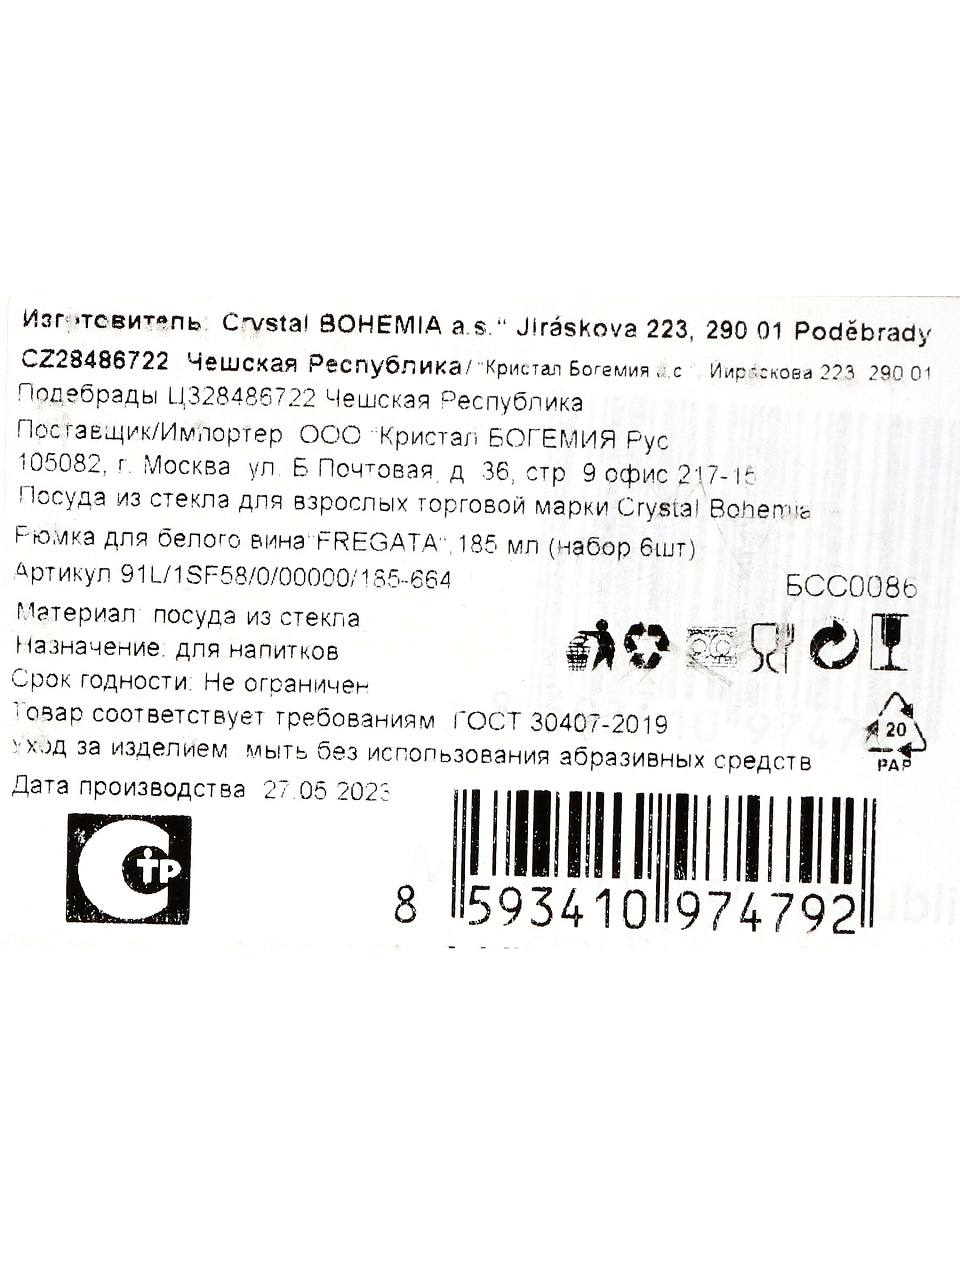 Изготовитель: Crystal BOHEMIA a.s." Jiráskova 223, 290 01 Poděbrady
CZ28486722 Чешская Республика/ "Кристал Богемия а.с". Йираскова 223 290 01
Подебрады ЦЗ28486722 Чешская Республика
Поставщик/Импортер ООО "Кристал БОГЕМИЯ Рус
105082, г. Москва ул. Б Почтовая, д 36, стр 9 офис 217-15
Посуда из стекла для взрослых торговой марки Crystal Bohemia
Рюмка для белого вина"FREGATA", 185 мл (набор 6шт)
Артикул 91L/1SF58/0/00000/185-664
БСС0086
Материал: посуда из стекла
Назначение: для напитков
Срок годности: Не ограничен
Товар соответствует требованиям ГОСТ 30407-2019
Уход за изделием мыть без использования абразивных средств
20
PAP
Дата производства 27.05 2023
СТР
8 593410 974792